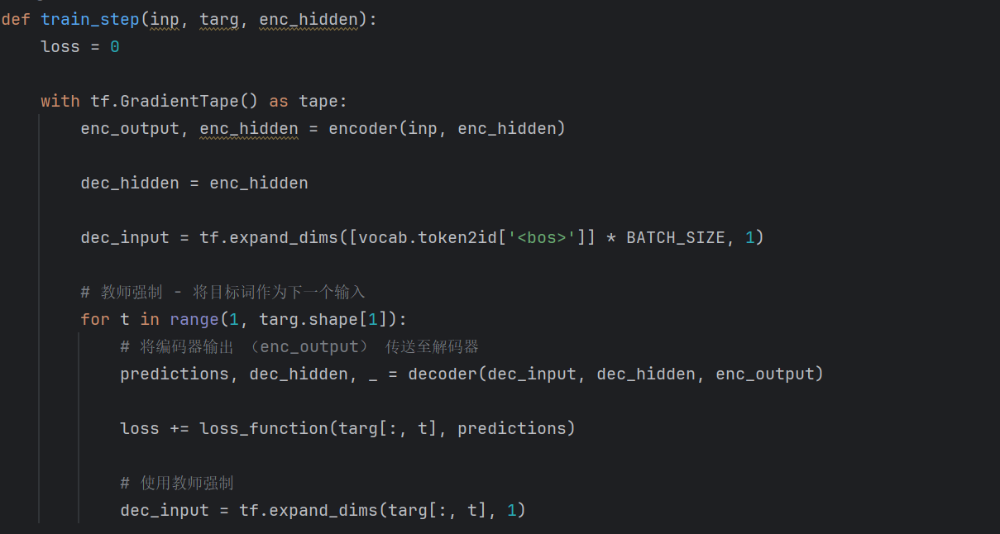 def train_step(inp, targ, enc_hidden):
    loss = 0
    with tf.GradientTape() as tape:
        enc_output, enc_hidden = encoder(inp, enc_hidden)
        dec_hidden = enc_hidden
        dec_input = tf.expand_dims([vocab.token2id['<bos>']] * BATCH_SIZE, 1)
        # 教师强制 - 将目标词作为下一个输入
        for t in range(1, targ.shape[1]):
            # 将编码器输出 （enc_output） 传送至解码器
            predictions, dec_hidden, _ = decoder(dec_input, dec_hidden, enc_output)
            loss += loss_function(targ[:, t], predictions)
            # 使用教师强制
            dec_input = tf.expand_dims(targ[:, t], 1)